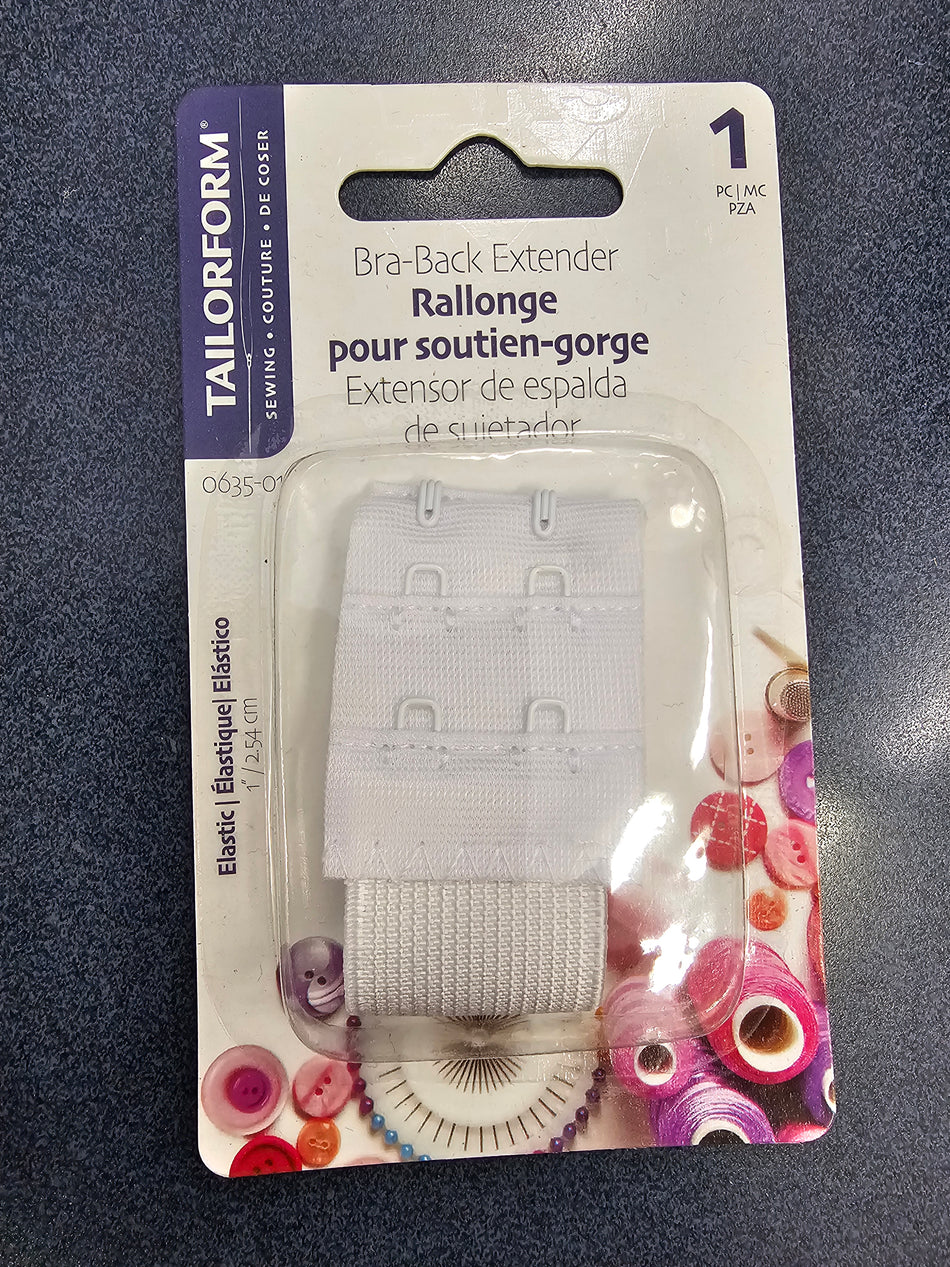 TAILORFORM®
SEWING • COUTURE • DE COSER
1
PC | MC
PZA
Bra-Back Extender
Rallonge
pour soutien-gorge
Extensor de espalda
de sujetador
0635-01
Elastic | Élastique| Elástico
1" / 2.54 cm